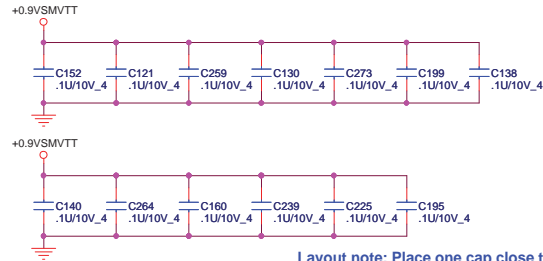 +0.9VSMVTT
C152 C121 C259 C130 C273 C199 C138
.1U/10V_4 .1U/10V_4 .1U/10V_4 .1U/10V_4 .1U/10V_4 .1U/10V_4 .1U/10V_4
+0.9VSMVTT
C140 C264 C160 C239 C225 C195
.1U/10V_4 .1U/10V_4 .1U/10V_4 .1U/10V_4 .1U/10V_4 .1U/10V_4
Layout note: Place one cap close t